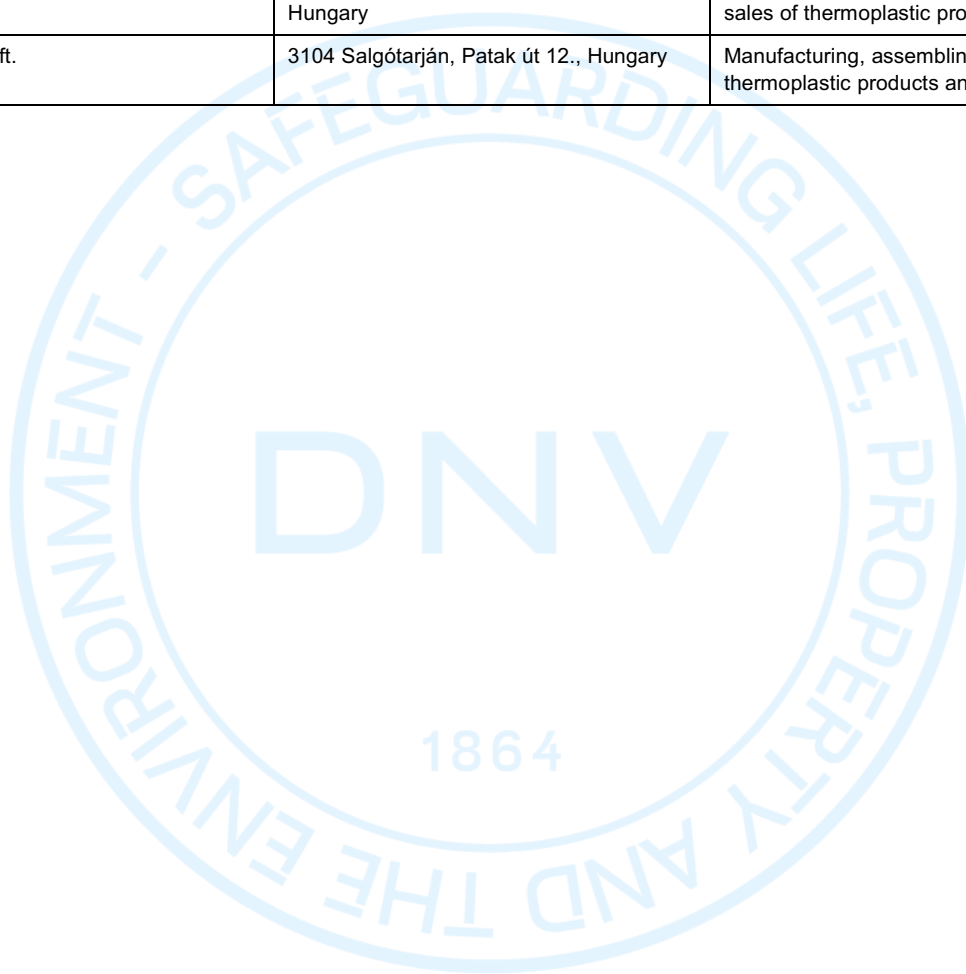 Hungary
sales of thermoplastic pro
ft.
3104 Salgótarján, Patak út 12., Hungary
Manufacturing, assemblin
thermoplastic products an
SAFEGUARDING LIFE, PROPERTY AND THE ENVIRONMENT -
DNV
1864